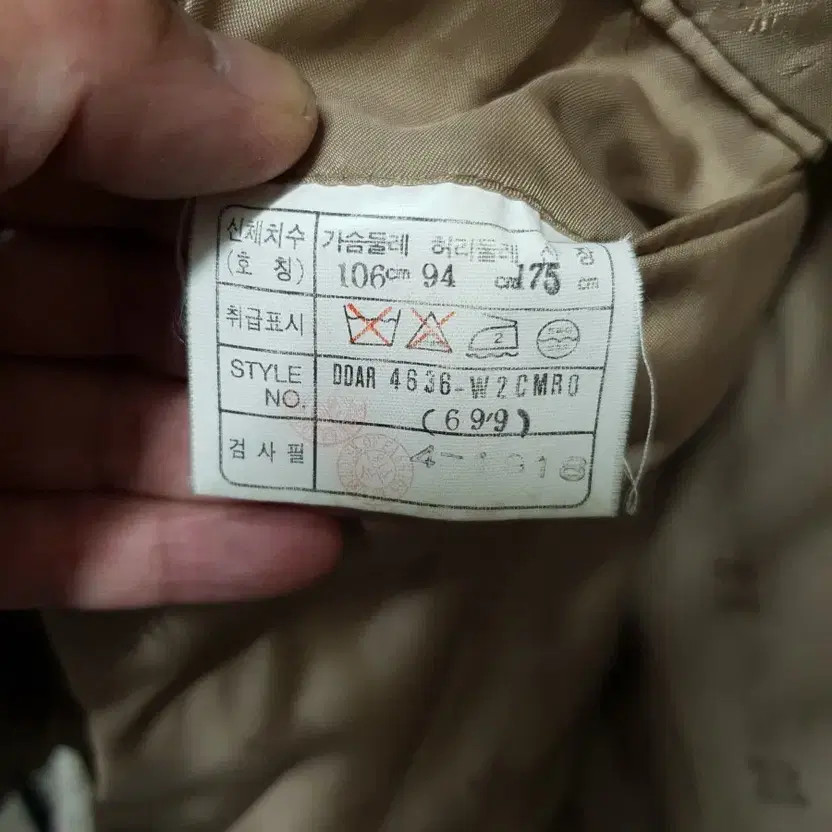 신체치수 가슴둘레 허리둘레 신장
(호 칭) 106cm 94 cm 175 cm
취급표시 2
STYLE NO. DDAR 4636-W2CMR0
(699)
검 사 필